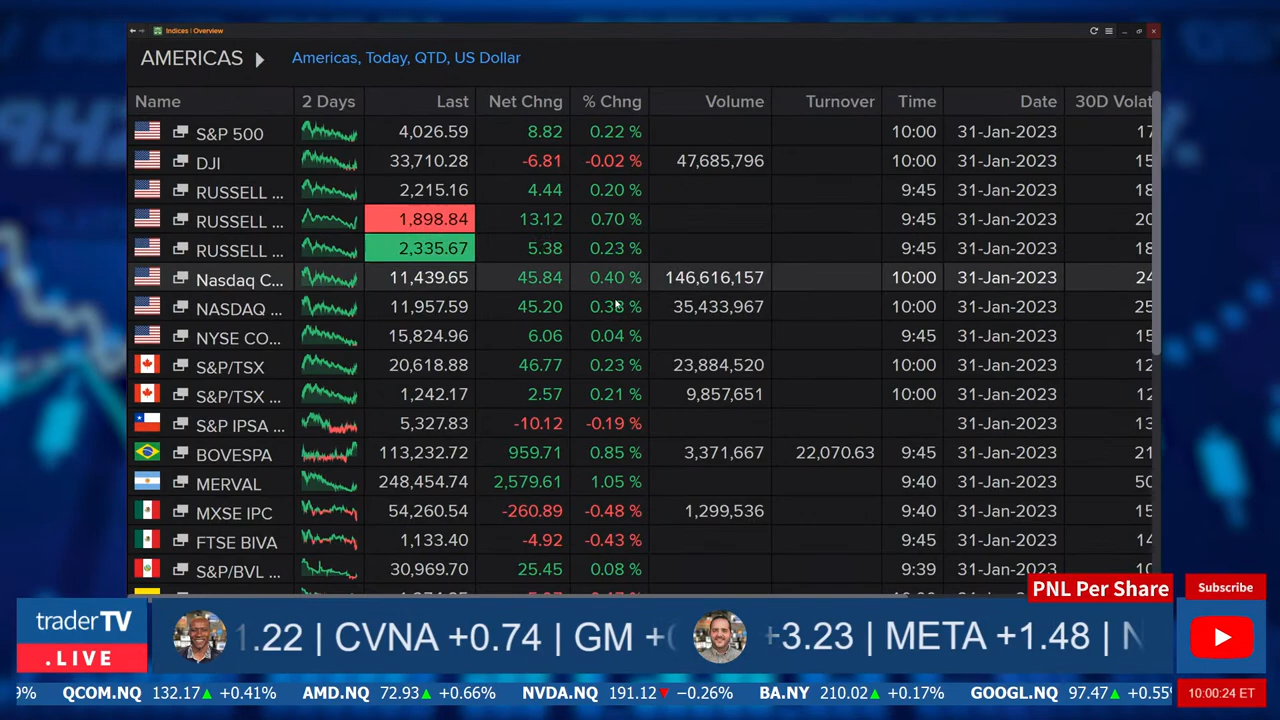 Indices | Overview
AMERICAS
Americas, Today, QTD, US Dollar
Name 2 Days Last Net Chng % Chng Volume Turnover Time Date 30D Volat
S&P 500 4,026.59 8.82 0.22 % 10:00 31-Jan-2023 17
DJI 33,710.28 -6.81 -0.02 % 47,685,796 10:00 31-Jan-2023 15
RUSSELL ... 2,215.16 4.44 0.20 % 9:45 31-Jan-2023 18
RUSSELL ... 1,898.84 13.12 0.70 % 9:45 31-Jan-2023 20
RUSSELL ... 2,335.67 5.38 0.23 % 9:45 31-Jan-2023 18
Nasdaq C... 11,439.65 45.84 0.40 % 146,616,157 10:00 31-Jan-2023 24
NASDAQ ... 11,957.59 45.20 0.38 % 35,433,967 10:00 31-Jan-2023 25
NYSE CO... 15,824.96 6.06 0.04 % 9:45 31-Jan-2023 15
S&P/TSX 20,618.88 46.77 0.23 % 23,884,520 10:00 31-Jan-2023 12
S&P/TSX ... 1,242.17 2.57 0.21 % 9,857,651 10:00 31-Jan-2023 12
S&P IPSA ... 5,327.83 -10.12 -0.19 % 31-Jan-2023 13
BOVESPA 113,232.72 959.71 0.85 % 3,371,667 22,070.63 9:45 31-Jan-2023 21
MERVAL 248,454.74 2,579.61 1.05 % 9:40 31-Jan-2023 50
MXSE IPC 54,260.54 -260.89 -0.48 % 1,299,536 9:40 31-Jan-2023 15
FTSE BIVA 1,133.40 -4.92 -0.43 % 9:40 31-Jan-2023 14
S&P/BVL ... 30,969.70 25.45 0.08 % 9:39 31-Jan-2023 10
PNL Per Share
Subscribe
traderTV
.LIVE
1.22 | CVNA +0.74 | GM +
+3.23 | META +1.48 |
9% QCOM.NQ 132.17 +0.41% AMD.NQ 72.93 +0.66% NVDA.NQ 191.12 −0.26% BA.NY 210.02 +0.17% GOOGL.NQ 97.47 +0.55%
10:00:24 ET